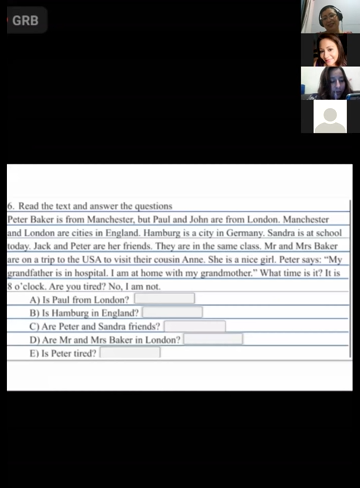 GRB
6. Read the text and answer the questions
Peter Baker is from Manchester, but Paul and John are from London. Manchester
and London are cities in England. Hamburg is a city in Germany. Sandra is at school
today. Jack and Peter are her friends. They are in the same class. Mr and Mrs Baker
are on a trip to the USA to visit their cousin Anne. She is a nice girl. Peter says: “My
grandfather is in hospital. I am at home with my grandmother.” What time is it? It is
8 o’clock. Are you tired? No, I am not.
A) Is Paul from London?
B) Is Hamburg in England?
C) Are Peter and Sandra friends?
D) Are Mr and Mrs Baker in London?
E) Is Peter tired?